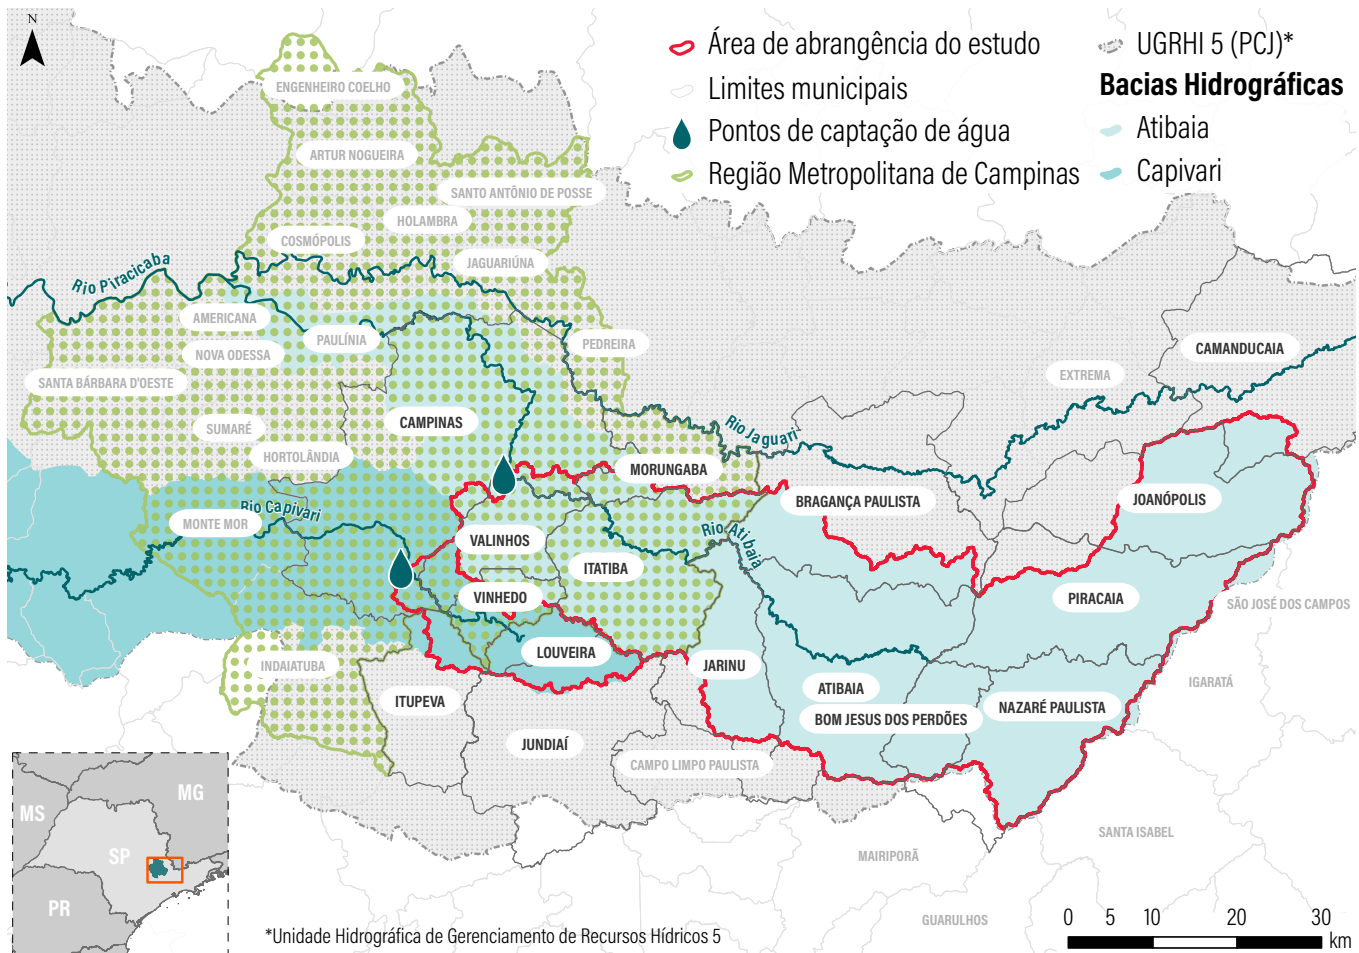 N
Área de abrangência do estudo
Limites municipais
Pontos de captação de água
Região Metropolitana de Campinas
UGRHI 5 (PCJ)*
Bacias Hidrográficas
Atibaia
Capivari
ENGENHEIRO COELHO
ARTUR NOGUEIRA
SANTO ANTÔNIO DE POSSE
HOLAMBRA
COSMÓPOLIS
JAGUARIÚNA
Rio Piracicaba
AMERICANA
PAULÍNIA
PEDREIRA
NOVA ODESSA
CAMANDUCAIA
EXTREMA
SANTA BÁRBARA D'OESTE
CAMPINAS
SUMARÉ
Rio Jaguari
HORTOLÂNDIA
MORUNGABA
BRAGANÇA PAULISTA
JOANÓPOLIS
Rio Capivari
MONTE MOR
Rio Atibaia
VALINHOS
ITATIBA
VINHEDO
PIRACAIA
SÃO JOSÉ DOS CAMPOS
LOUVEIRA
INDAIATUBA
JARINU
IGARATÁ
ITUPEVA
ATIBAIA
NAZARÉ PAULISTA
BOM JESUS DOS PERDÕES
JUNDIAÍ
CAMPO LIMPO PAULISTA
SANTA ISABEL
MAIRIPORÃ
GUARULHOS
MG
MS
SP
PR
*Unidade Hidrográfica de Gerenciamento de Recursos Hídricos 5
0 5 10 20 30
km